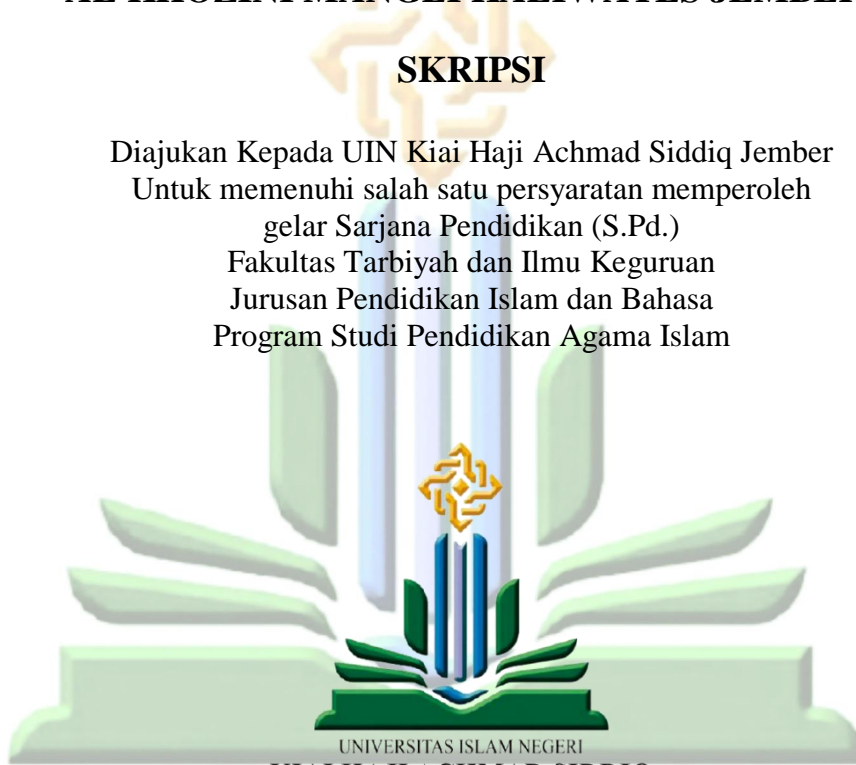 SKRIPSI
Diajukan Kepada UIN Kiai Haji Achmad Siddiq Jember
Untuk memenuhi salah satu persyaratan memperoleh
gelar Sarjana Pendidikan (S.Pd.)
Fakultas Tarbiyah dan Ilmu Keguruan
Jurusan Pendidikan Islam dan Bahasa
Program Studi Pendidikan Agama Islam
UNIVERSITAS ISLAM NEGERI